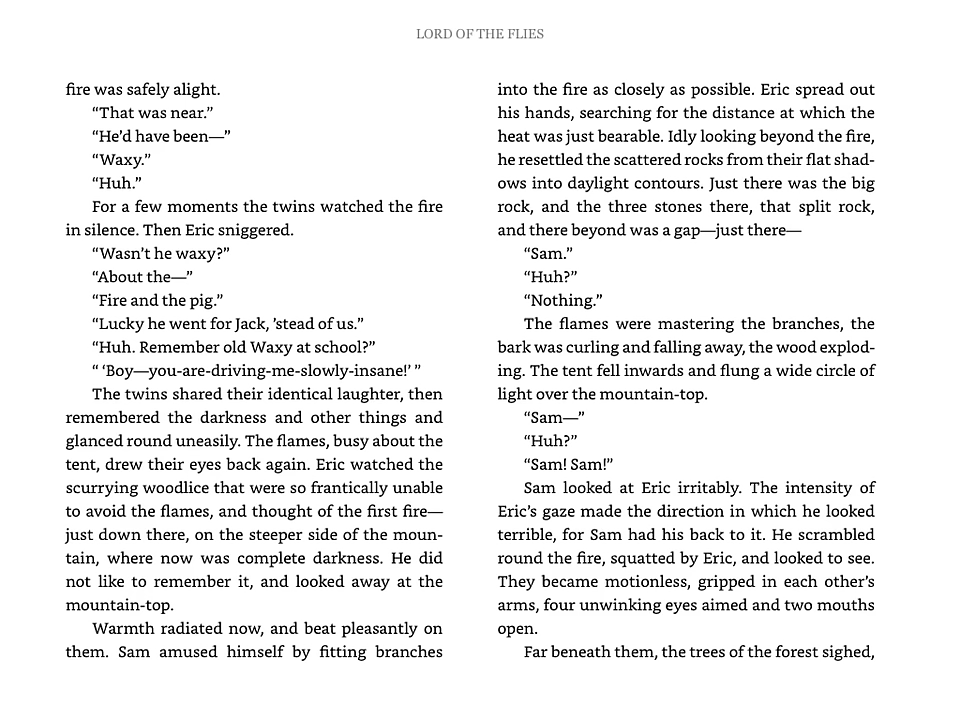 LORD OF THE FLIES
fire was safely alight.
“That was near.”
“He’d have been—”
“Waxy.”
“Huh.”
For a few moments the twins watched the fire
in silence. Then Eric sniggered.
“Wasn’t he waxy?”
“About the—”
“Fire and the pig.”
“Lucky he went for Jack, ’stead of us.”
“Huh. Remember old Waxy at school?”
“ ‘Boy—you-are-driving-me-slowly-insane!’ ”
The twins shared their identical laughter, then
remembered the darkness and other things and
glanced round uneasily. The flames, busy about the
tent, drew their eyes back again. Eric watched the
scurrying woodlice that were so frantically unable
to avoid the flames, and thought of the first fire—
just down there, on the steeper side of the moun-
tain, where now was complete darkness. He did
not like to remember it, and looked away at the
mountain-top.
Warmth radiated now, and beat pleasantly on
them. Sam amused himself by fitting branches
into the fire as closely as possible. Eric spread out
his hands, searching for the distance at which the
heat was just bearable. Idly looking beyond the fire,
he resettled the scattered rocks from their flat shad-
ows into daylight contours. Just there was the big
rock, and the three stones there, that split rock,
and there beyond was a gap—just there—
“Sam.”
“Huh?”
“Nothing.”
The flames were mastering the branches, the
bark was curling and falling away, the wood explod-
ing. The tent fell inwards and flung a wide circle of
light over the mountain-top.
“Sam—”
“Huh?”
“Sam! Sam!”
Sam looked at Eric irritably. The intensity of
Eric’s gaze made the direction in which he looked
terrible, for Sam had his back to it. He scrambled
round the fire, squatted by Eric, and looked to see.
They became motionless, gripped in each other’s
arms, four unwinking eyes aimed and two mouths
open.
Far beneath them, the trees of the forest sighed,